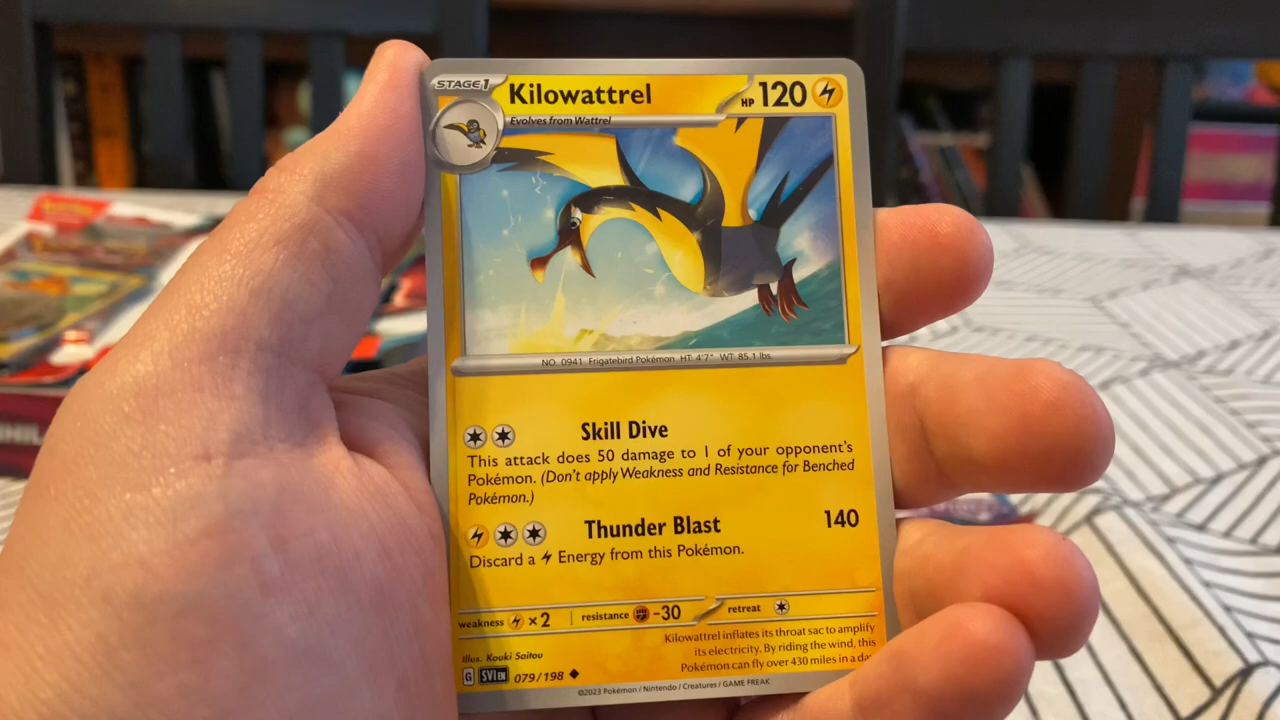 STAGE 1
Kilowattrel
HP 120
Evolves from Wattrel
NO. 0941 Frigatebird Pokémon HT: 4'7" WT: 85.1 lbs.
Skill Dive
This attack does 50 damage to 1 of your opponent's
Pokémon. (Don't apply Weakness and Resistance for Benched
Pokémon.)
Thunder Blast 140
Discard a Energy from this Pokémon.
weakness ×2 resistance -30 retreat
Kilowattrel inflates its throat sac to amplify
its electricity. By riding the wind, this
Pokémon can fly over 430 miles in a day
Illus. Kouki Saitou
G SVI EN 079/198
©2023 Pokémon / Nintendo / Creatures / GAME FREAK